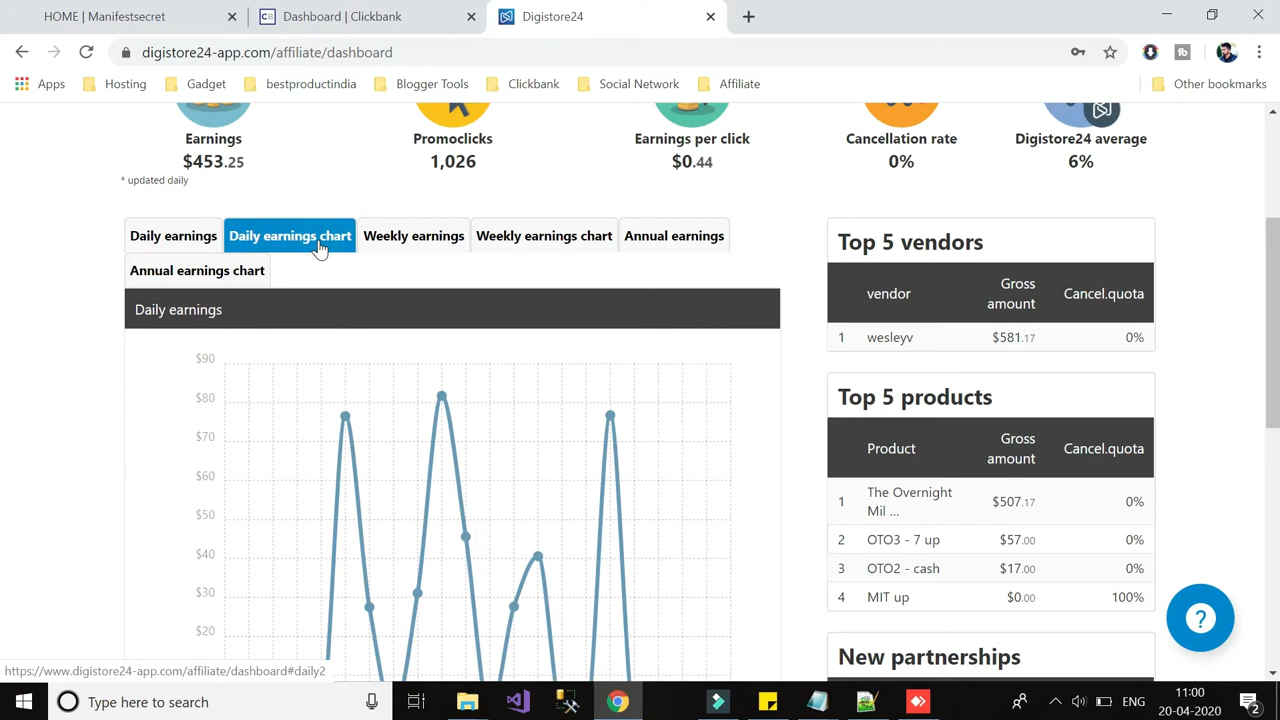 HOME | Manifestsecret
CB Dashboard | Clickbank
Digistore24
digistore24-app.com/affiliate/dashboard
Apps Hosting Gadget bestproductindia Blogger Tools Clickbank Social Network Affiliate Other bookmarks
Earnings Promoclicks Earnings per click Cancellation rate Digistore24 average
$453.25 1,026 $0.44 0% 6%
* updated daily
Daily earnings Daily earnings chart Weekly earnings Weekly earnings chart Annual earnings
Annual earnings chart
Daily earnings
$90
$80
$70
$60
$50
$40
$30
$20
Top 5 vendors
vendor Gross amount Cancel.quota
1 wesleyv $581.17 0%
Top 5 products
Product Gross amount Cancel.quota
1 The Overnight Mil ... $507.17 0%
2 OTO3 - 7 up $57.00 0%
3 OTO2 - cash $17.00 0%
4 MIT up $0.00 100%
New partnerships
?
https://www.digistore24-app.com/affiliate/dashboard#daily2
Type here to search
ENG
11:00
20-04-2020
2